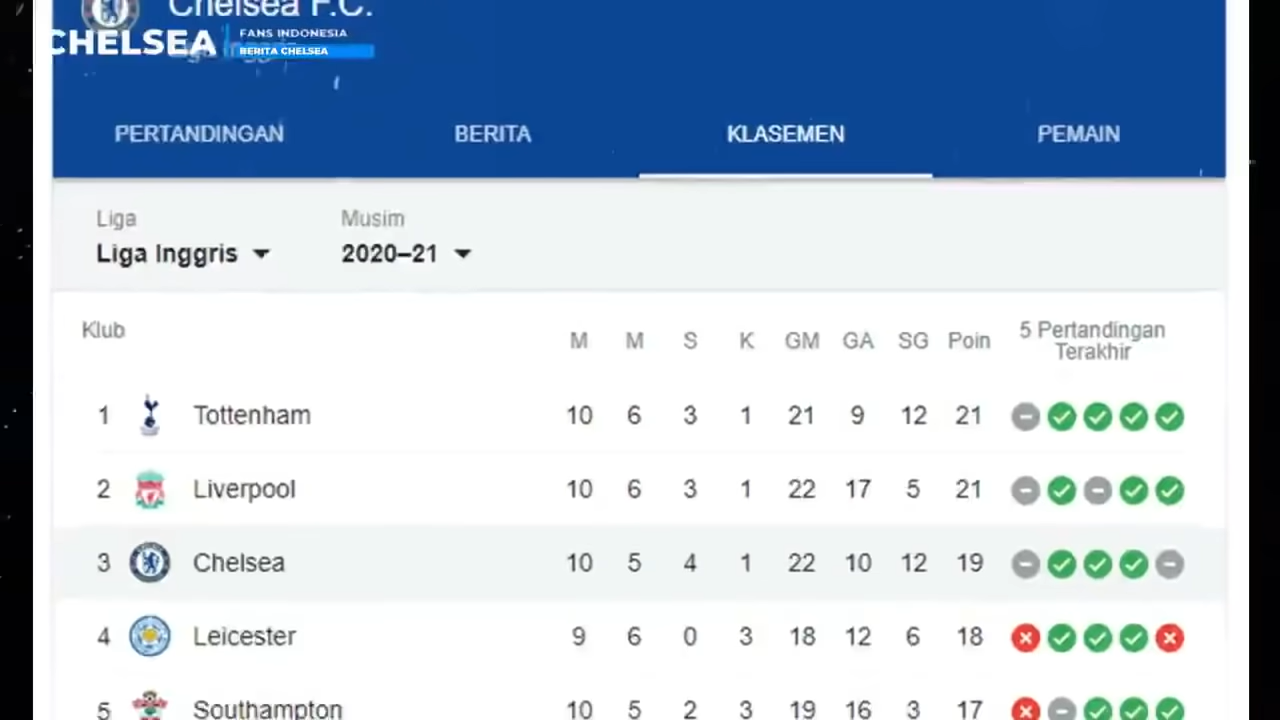 Chelsea F.C.
CHELSEA
FANS INDONESIA
BERITA CHELSEA
PERTANDINGAN BERITA KLASEMEN PEMAIN
Liga Musim
Liga Inggris 2020–21
Klub M M S K GM GA SG Poin 5 Pertandingan
Terakhir
1 Tottenham 10 6 3 1 21 9 12 21
2 Liverpool 10 6 3 1 22 17 5 21
3 Chelsea 10 5 4 1 22 10 12 19
4 Leicester 9 6 0 3 18 12 6 18
5 Southampton 10 5 2 3 19 16 3 17